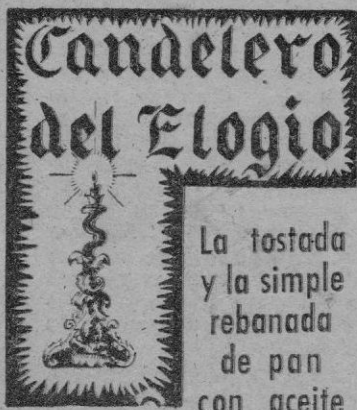 Candelero
del Elogio
La tostada
y la simple
rebanada
de pan
con aceite